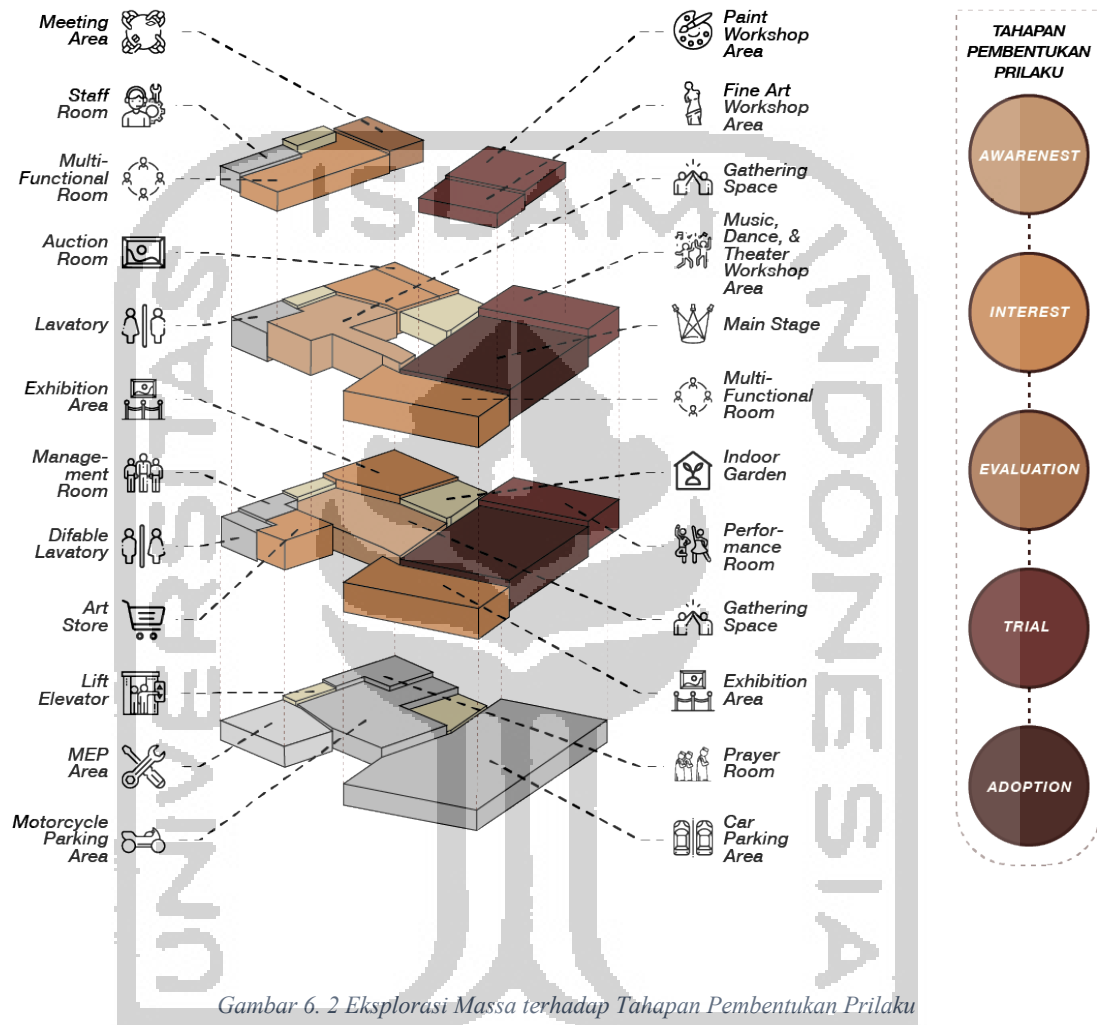 Meeting
Area
Staff
Room
Multi-
Functional
Room
Auction
Room
Lavatory
Exhibition
Area
Manage-
ment
Room
Difable
Lavatory
Art
Store
Lift
Elevator
MEP
Area
Motorcycle
Parking
Area
Paint
Workshop
Area
Fine Art
Workshop
Area
Gathering
Space
Music,
Dance, &
Theater
Workshop
Area
Main Stage
Multi-
Functional
Room
Indoor
Garden
Perfor-
mance
Room
Gathering
Space
Exhibition
Area
Prayer
Room
Car
Parking
Area
TAHAPAN
PEMBENTUKAN
PRILAKU
AWARENEST
INTEREST
EVALUATION
TRIAL
ADOPTION
UNIVERSITAS
ISLAM
INDONESIA
Gambar 6. 2 Eksplorasi Massa terhadap Tahapan Pembentukan Prilaku